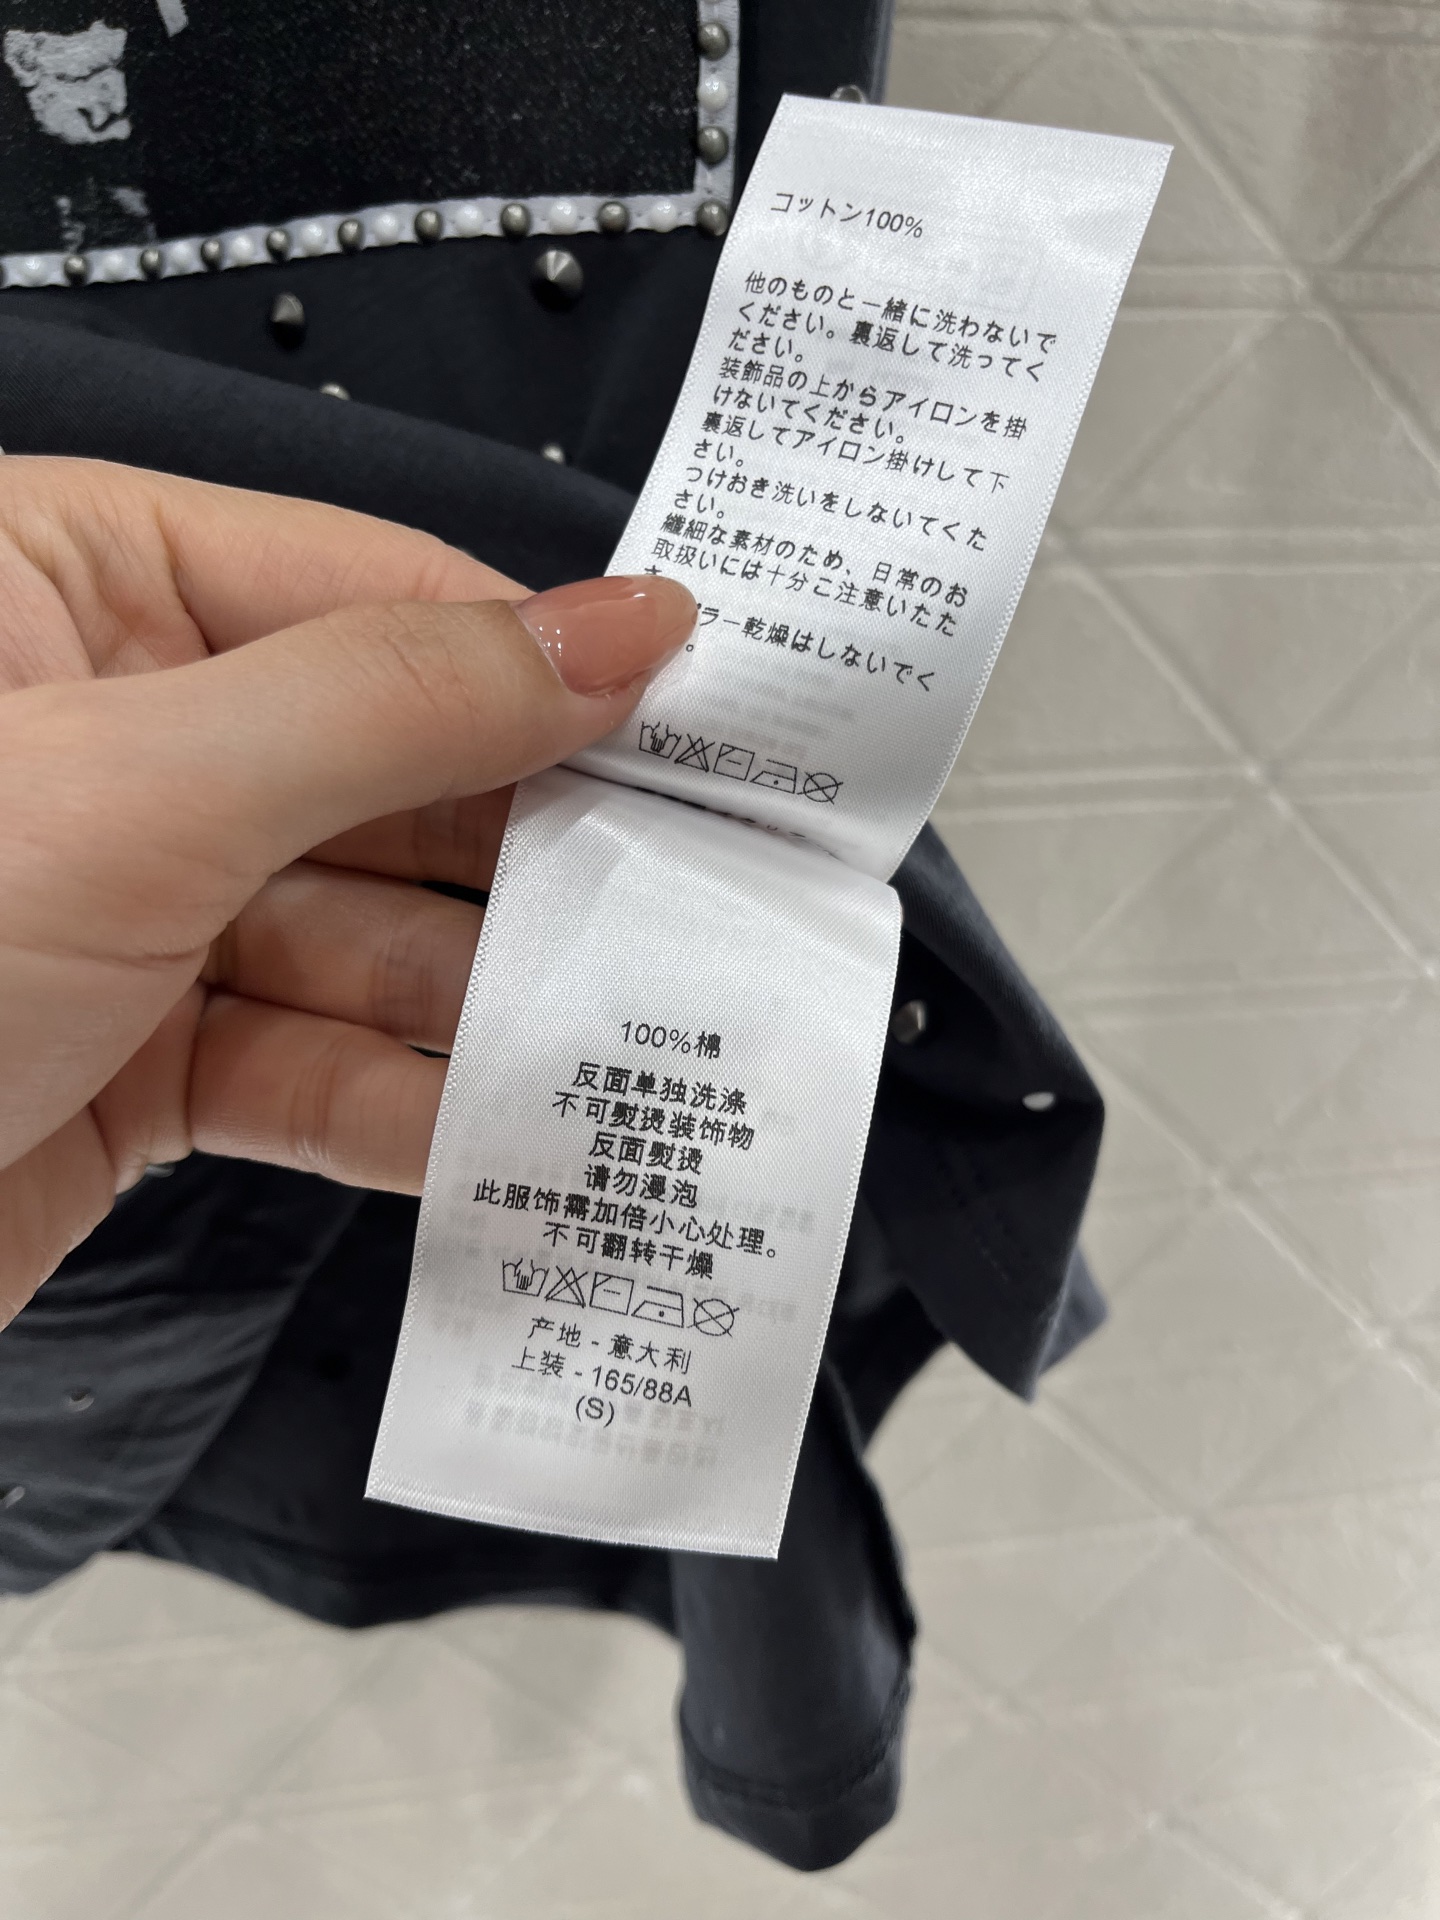 コットン100%
他のものと一緒に洗わないで
ください。裏返して洗ってく
ださい。
装飾品の上からアイロンを掛
けないてください。
裏返してアイロン掛けして下
さい。
つけおき洗いをしないてくた
さい。
繊細な素材のため、日常のお
取扱いには十分こ注意いたた
ラー乾燥はしないでく
。
100%棉
反面单独洗涤
不可熨烫装饰物
反面熨烫
请勿漫泡
此服饰需加倍小心处理。
不可翻转干燥
产地 - 意大利
上装 - 165/88A
(S)